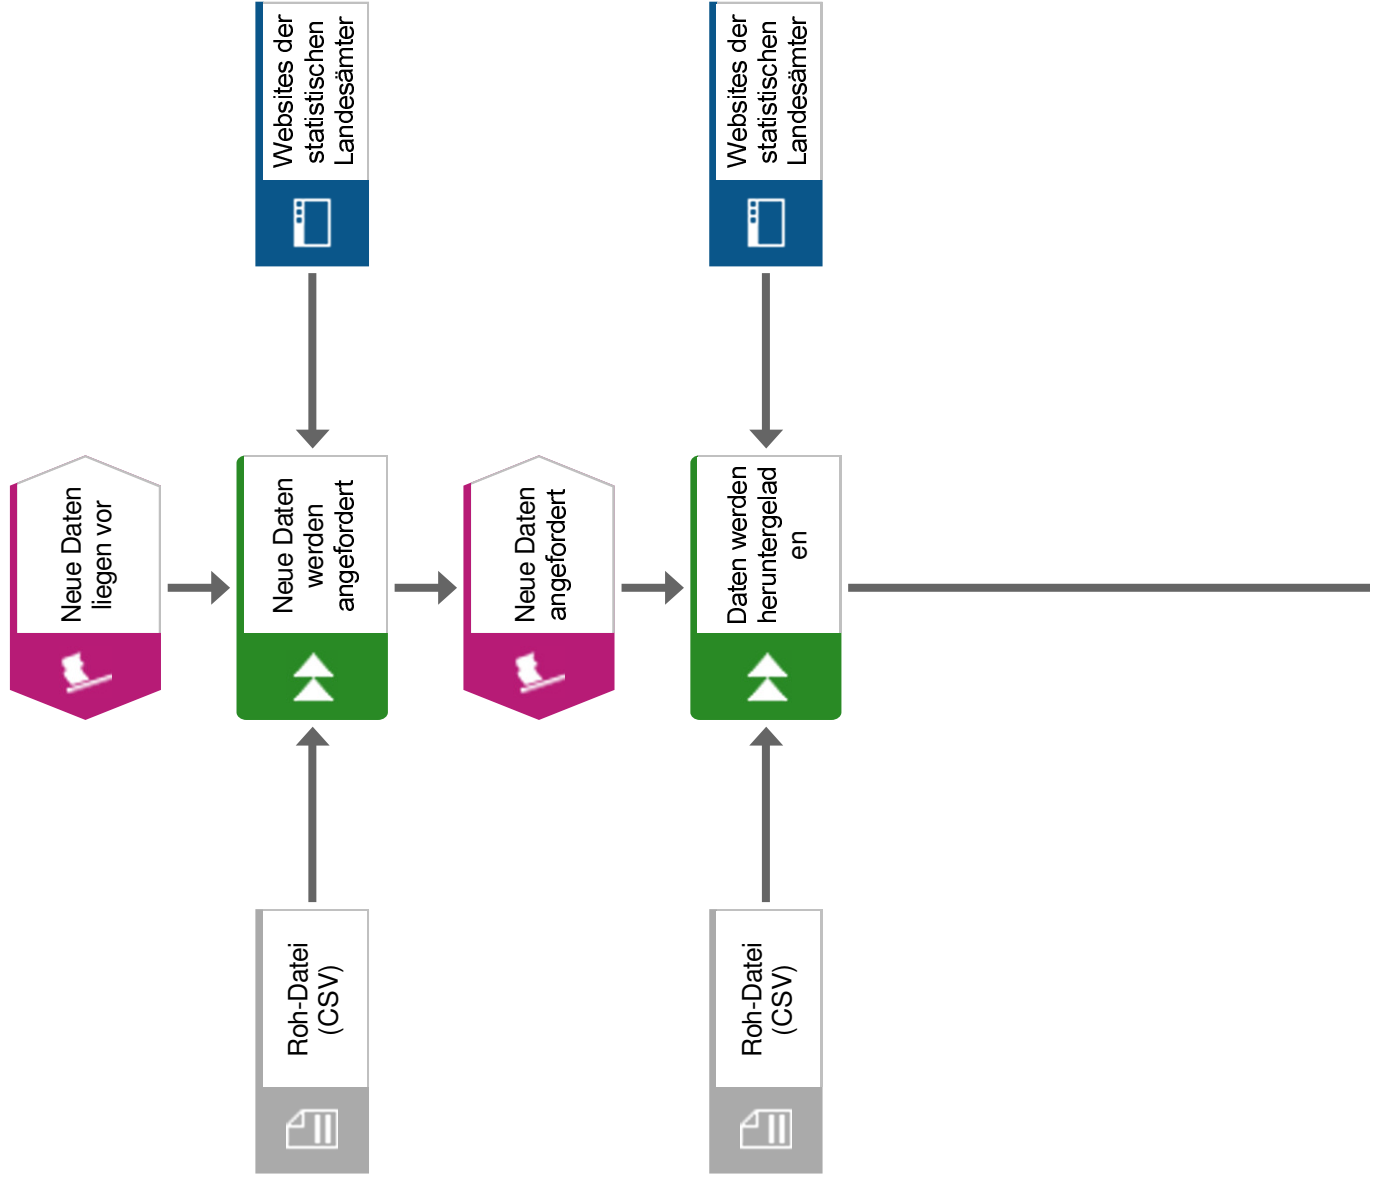 Neue Daten
liegen vor
Websites der
statistischen
Landesämter
Neue Daten
werden
angefordert
Roh-Datei
(CSV)
Neue Daten
angefordert
Websites der
statistischen
Landesämter
Daten werden
heruntergelad
en
Roh-Datei
(CSV)